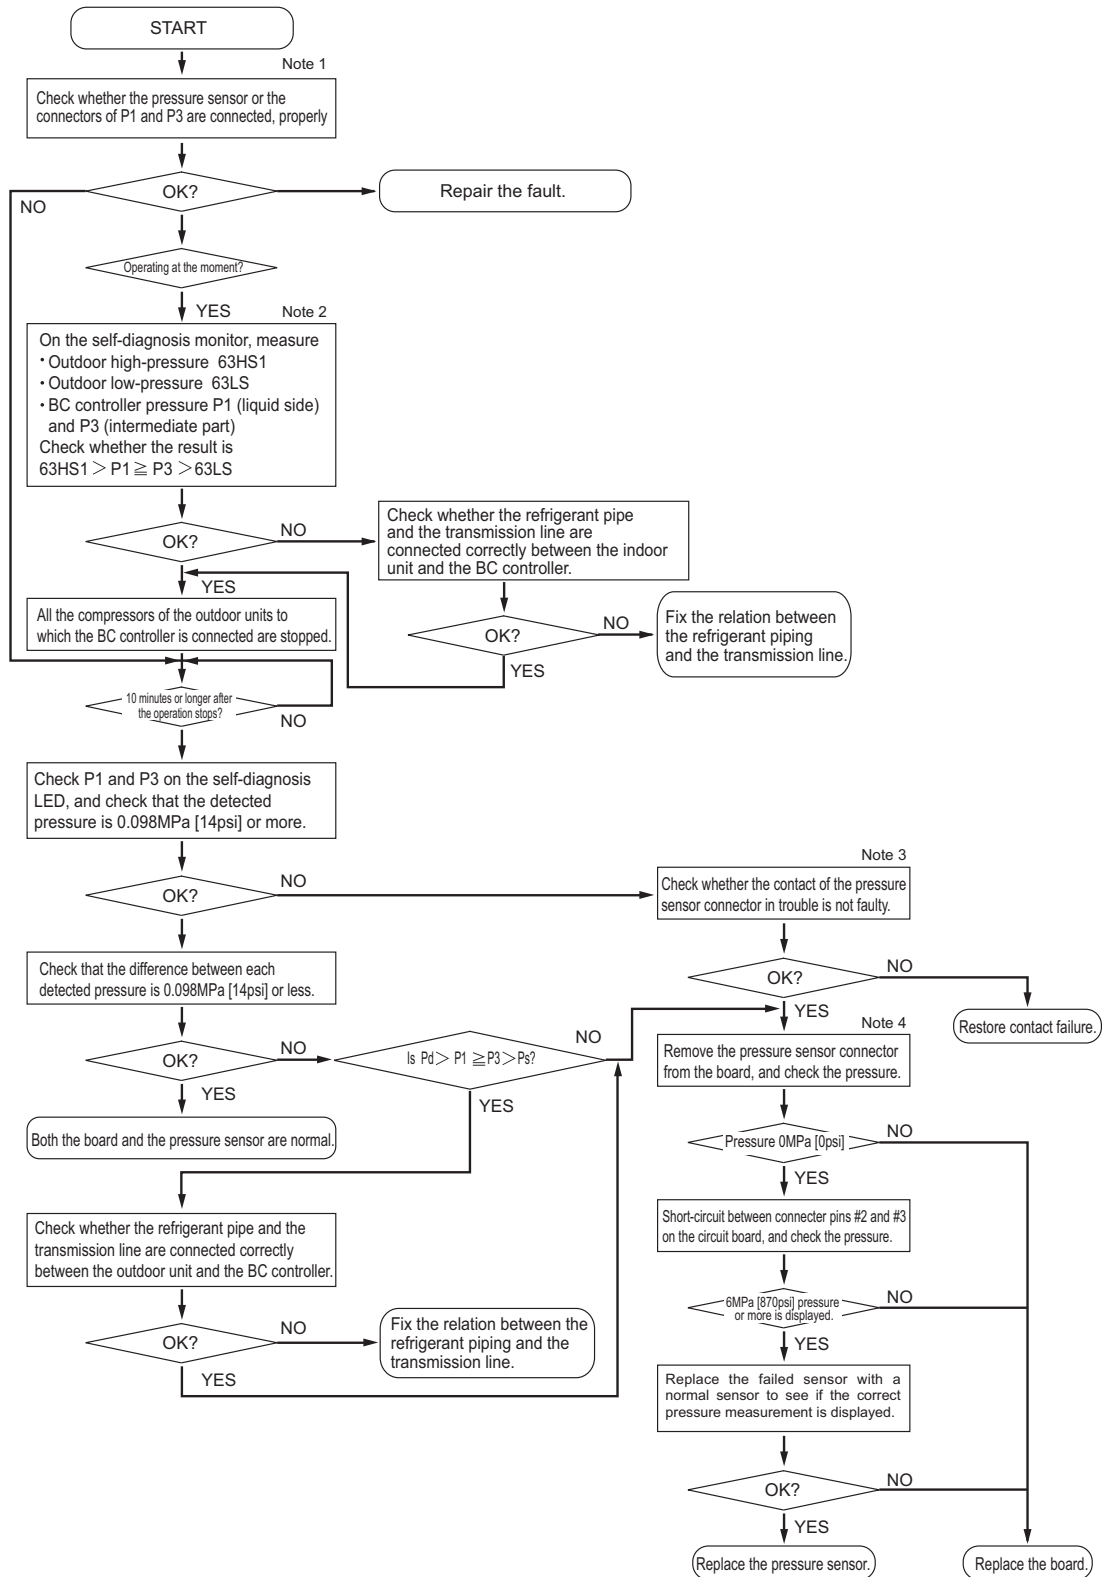 START
Note 1
Check whether the pressure sensor or the
connectors of P1 and P3 are connected, properly
OK?
Repair the fault.
NO
Operating at the moment?
YES
Note 2
On the self-diagnosis monitor, measure
・Outdoor high-pressure 63HS1
・Outdoor low-pressure 63LS
・BC controller pressure P1 (liquid side)
and P3 (intermediate part)
Check whether the result is
63HS1＞P1≧P3＞63LS
OK?
NO
Check whether the refrigerant pipe
and the transmission line are
connected correctly between the indoor
unit and the BC controller.
YES
All the compressors of the outdoor units to
which the BC controller is connected are stopped.
OK?
NO
Fix the relation between
the refrigerant piping
and the transmission line.
YES
10 minutes or longer after
the operation stops?
NO
Check P1 and P3 on the self-diagnosis
LED, and check that the detected
pressure is 0.098MPa [14psi] or more.
OK?
NO
Note 3
Check whether the contact of the pressure
sensor connector in trouble is not faulty.
Check that the difference between each
detected pressure is 0.098MPa [14psi] or less.
OK?
NO
Restore contact failure.
YES
OK?
NO
Is Pd＞ P1 ≧P3＞Ps?
NO
YES
YES
Both the board and the pressure sensor are normal.
Note 4
Remove the pressure sensor connector
from the board, and check the pressure.
Pressure 0MPa [0psi]
NO
YES
Check whether the refrigerant pipe and the
transmission line are connected correctly
between the outdoor unit and the BC controller.
Short-circuit between connecter pins #2 and #3
on the circuit board, and check the pressure.
OK?
NO
Fix the relation between the
refrigerant piping and the
transmission line.
YES
6MPa [870psi] pressure
or more is displayed.
NO
YES
Replace the failed sensor with a
normal sensor to see if the correct
pressure measurement is displayed.
OK?
NO
YES
Replace the pressure sensor.
Replace the board.